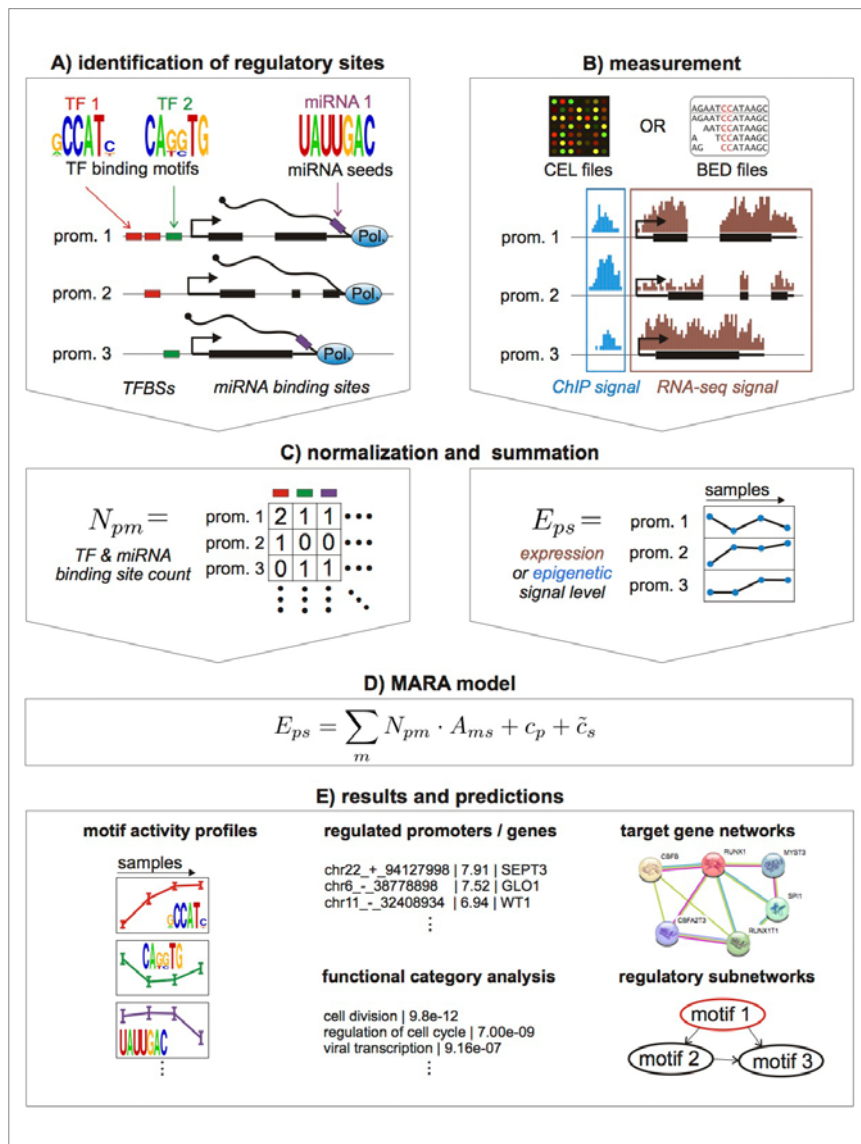 A) identification of regulatory sites
TF 1 TF 2 miRNA 1
GCCATC CAGGTG UAUUGAC
TF binding motifs miRNA seeds
prom. 1 Pol.
prom. 2 Pol.
prom. 3 Pol.
TFBSs miRNA binding sites
B) measurement
OR
AGAATCCATAAGC
AGAATCCATAAGC
AATCCATAAGC
A TCCATAAGC
AG CCATAAGC
CEL files BED files
prom. 1
prom. 2
prom. 3
ChIP signal RNA-seq signal
C) normalization and summation
N_pm =
TF & miRNA
binding site count
prom. 1 2 1 1 •••
prom. 2 1 0 0 •••
prom. 3 0 1 1 •••
E_ps =
expression
or epigenetic
signal level
samples
prom. 1
prom. 2
prom. 3
D) MARA model
E_ps = ∑_m N_pm · A_ms + c_p + c̃_s
E) results and predictions
motif activity profiles
samples
GCCATC
CAGGTG
UAUUGAC
regulated promoters / genes
chr22_+_94127998 | 7.91 | SEPT3
chr6_-_38778898 | 7.52 | GLO1
chr11_-_32408934 | 6.94 | WT1
functional category analysis
cell division | 9.8e-12
regulation of cell cycle | 7.00e-09
viral transcription | 9.16e-07
target gene networks
CBFB RUNX1 MYST3
SPI1
CBFA2T3 RUNX1T1
regulatory subnetworks
motif 1
motif 2 motif 3